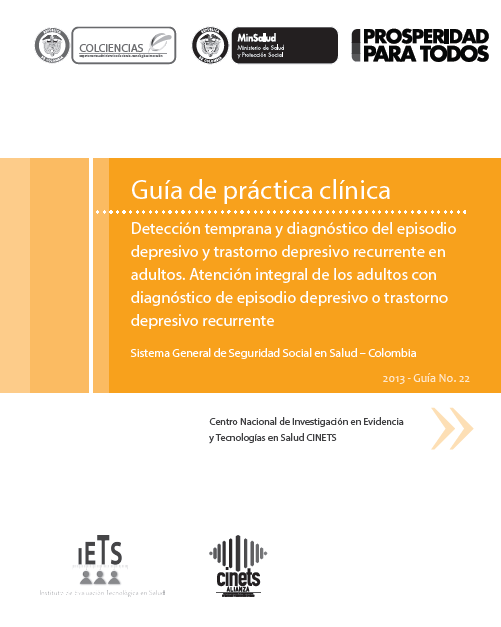 COLCIENCIAS
MinSalud
Ministerio de Salud
y Protección Social
PROSPERIDAD
PARA TODOS
Guía de práctica clínica
Detección temprana y diagnóstico del episodio
depresivo y trastorno depresivo recurrente en
adultos. Atención integral de los adultos con
diagnóstico de episodio depresivo o trastorno
depresivo recurrente
Sistema General de Seguridad Social en Salud – Colombia
2013 - Guía No. 22
Centro Nacional de Investigación en Evidencia
y Tecnologías en Salud CINETS
IETS
Instituto de Evaluación Tecnológica en Salud
cinets
ALIANZA